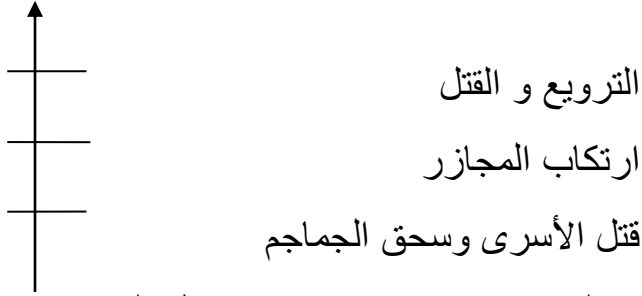 الترويع و القتل
ارتكاب المجازر
قتل الأسرى وسحق الجماجم